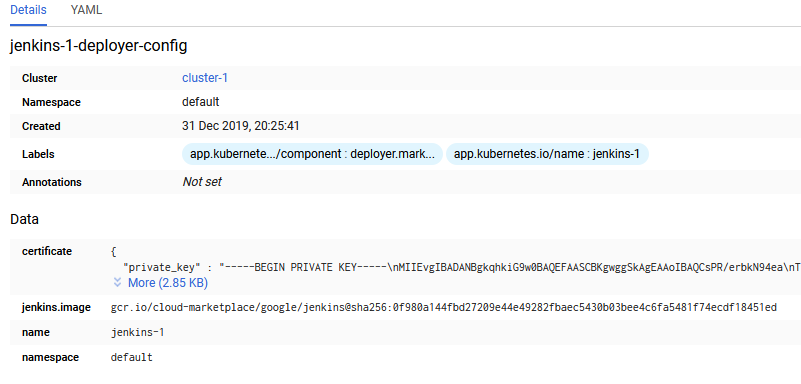 Details YAML
jenkins-1-deployer-config
Cluster cluster-1
Namespace default
Created 31 Dec 2019, 20:25:41
Labels app.kubernete.../component : deployer.mark... app.kubernetes.io/name : jenkins-1
Annotations Not set
Data
certificate {
"private_key" : "-----BEGIN PRIVATE KEY-----\nMIIEvgIBADANBgkqhkiG9w0BAQEFAASCBKgwggSkAgEAAoIBAQCsPR/erbkN94ea\nT
More (2.85 KB)
jenkins.image gcr.io/cloud-marketplace/google/jenkins@sha256:0f980a144fbd27209e44e49282fbaec5430b03bee4c6fa5481f74ecdf18451ed
name jenkins-1
namespace default